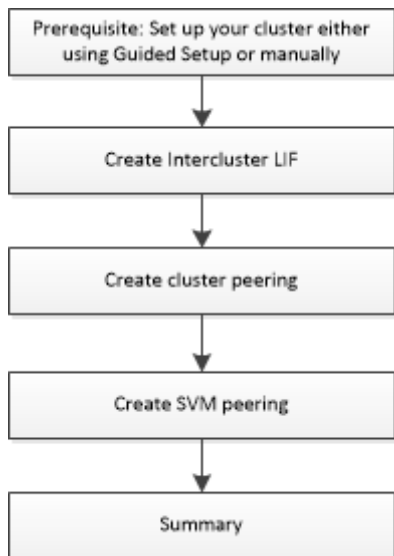 Prerequisite: Set up your cluster either
using Guided Setup or manually
Create Intercluster LIF
Create cluster peering
Create SVM peering
Summary